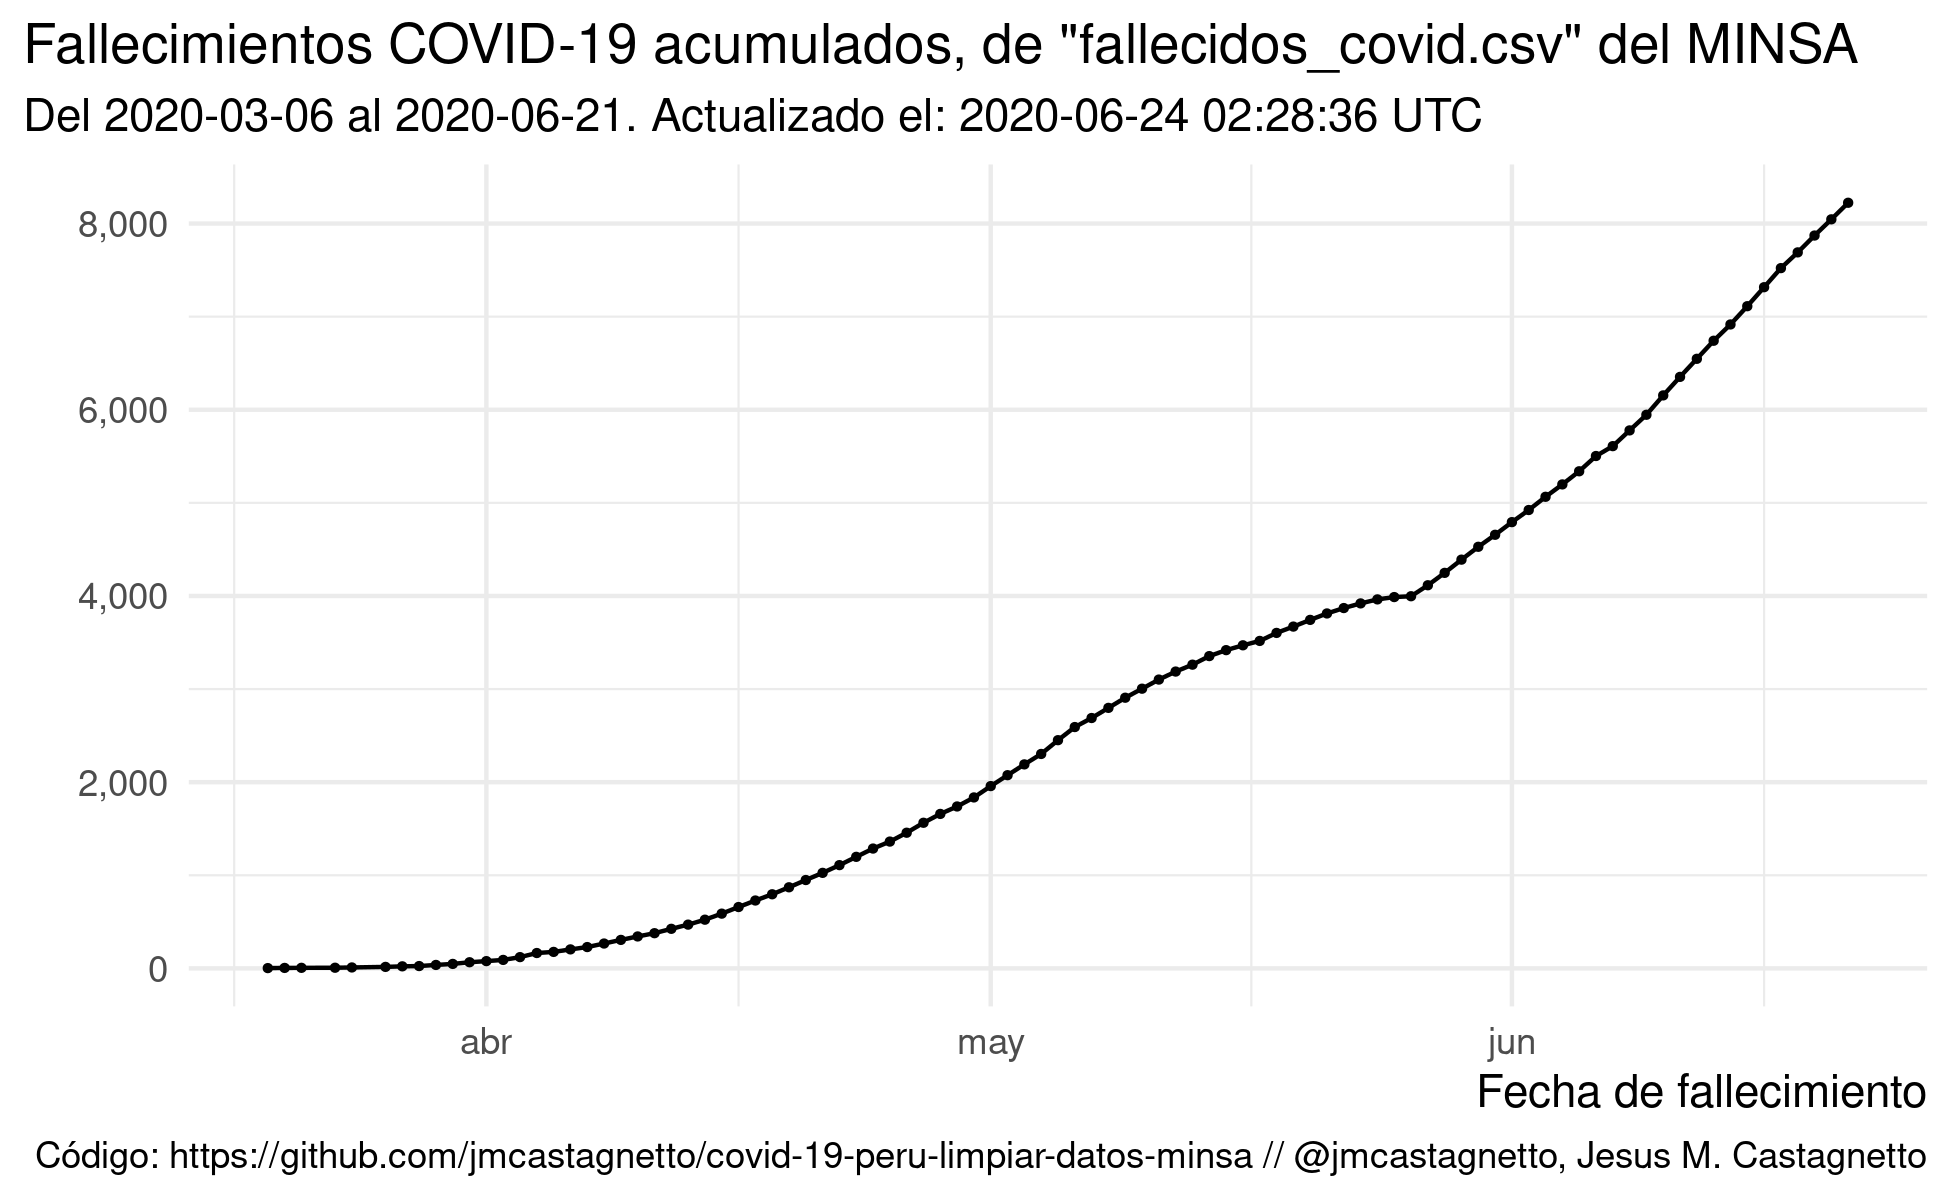 Fallecimientos COVID-19 acumulados, de "fallecidos_covid.csv" del MINSA
Del 2020-03-06 al 2020-06-21. Actualizado el: 2020-06-24 02:28:36 UTC
8,000
6,000
4,000
2,000
0
abr
may
jun
Fecha de fallecimiento
Código: https://github.com/jmcastagnetto/covid-19-peru-limpiar-datos-minsa // @jmcastagnetto, Jesus M. Castagnetto